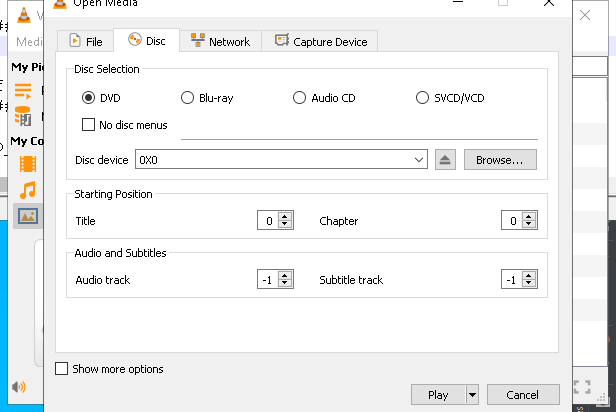 Open Media
Medi
File
Disc
Network
Capture Device
My Pi
Disc Selection
DVD
Blu-ray
Audio CD
SVCD/VCD
No disc menus
My Co
Disc device
0X0
Browse...
Starting Position
Title
0
Chapter
0
Audio and Subtitles
Audio track
-1
Subtitle track
-1
Show more options
Play
Cancel